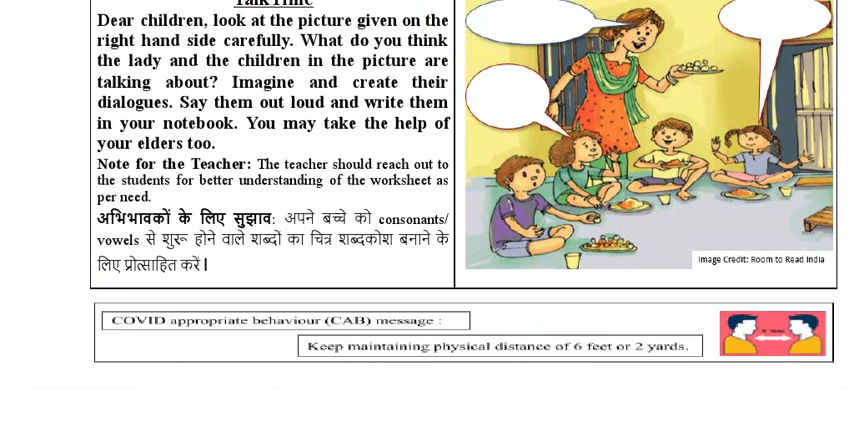 Talk Time
Dear children, look at the picture given on the
right hand side carefully. What do you think
the lady and the children in the picture are
talking about? Imagine and create their
dialogues. Say them out loud and write them
in your notebook. You may take the help of
your elders too.
Note for the Teacher: The teacher should reach out to
the students for better understanding of the worksheet as
per need.
अभिभावकों के लिए सुझाव: अपने बच्चे को consonants/
vowels से शुरू होने वाले शब्दों का चित्र शब्दकोश बनाने के
लिए प्रोत्साहित करें |
Image Credit: Room to Read India
COVID appropriate behaviour (CAB) message :
Keep maintaining physical distance of 6 feet or 2 yards.